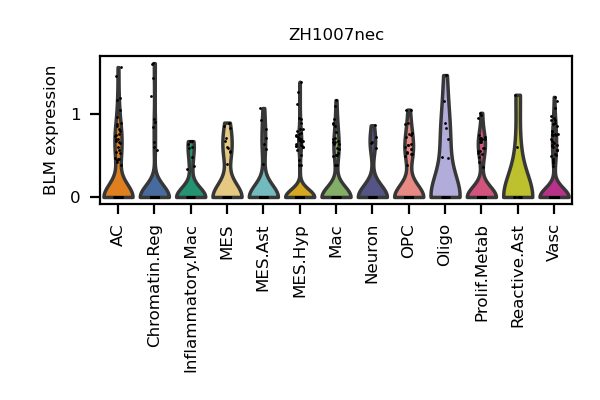 ZH1007nec
BLM expression
1
0
AC
Chromatin.Reg
Inflammatory.Mac
MES
MES.Ast
MES.Hyp
Mac
Neuron
OPC
Oligo
Prolif.Metab
Reactive.Ast
Vasc